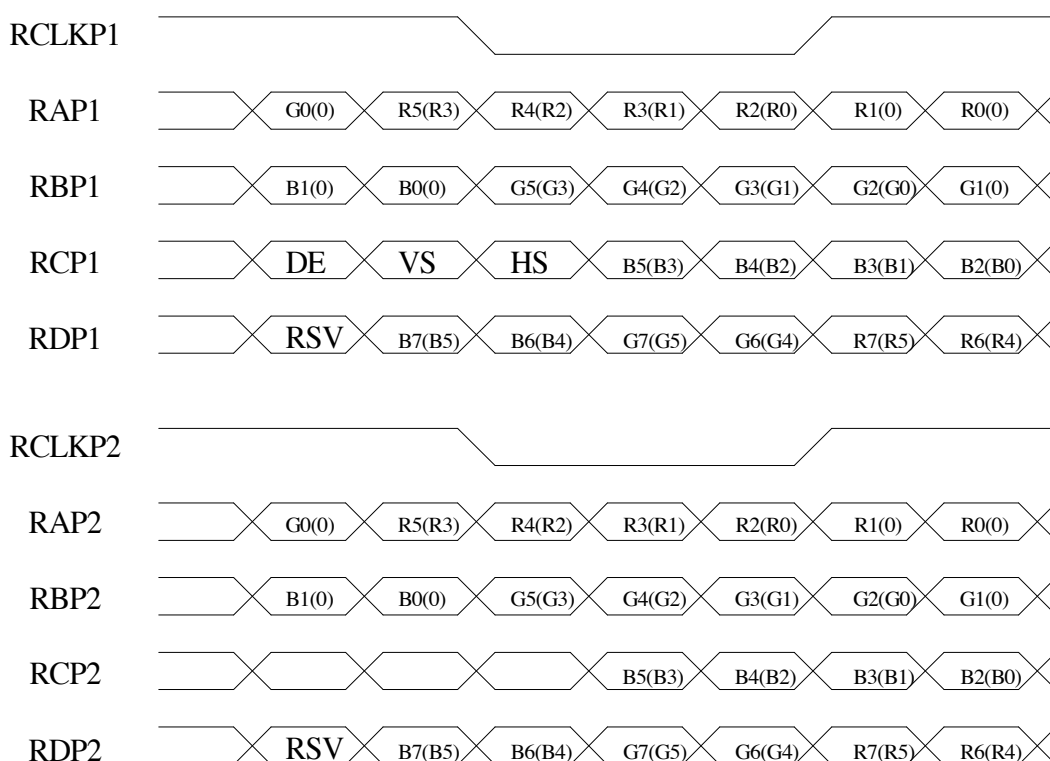 RCLKP1
RAP1 G0(0) R5(R3) R4(R2) R3(R1) R2(R0) R1(0) R0(0)
RBP1 B1(0) B0(0) G5(G3) G4(G2) G3(G1) G2(G0) G1(0)
RCP1 DE VS HS B5(B3) B4(B2) B3(B1) B2(B0)
RDP1 RSV B7(B5) B6(B4) G7(G5) G6(G4) R7(R5) R6(R4)
RCLKP2
RAP2 G0(0) R5(R3) R4(R2) R3(R1) R2(R0) R1(0) R0(0)
RBP2 B1(0) B0(0) G5(G3) G4(G2) G3(G1) G2(G0) G1(0)
RCP2 B5(B3) B4(B2) B3(B1) B2(B0)
RDP2 RSV B7(B5) B6(B4) G7(G5) G6(G4) R7(R5) R6(R4)